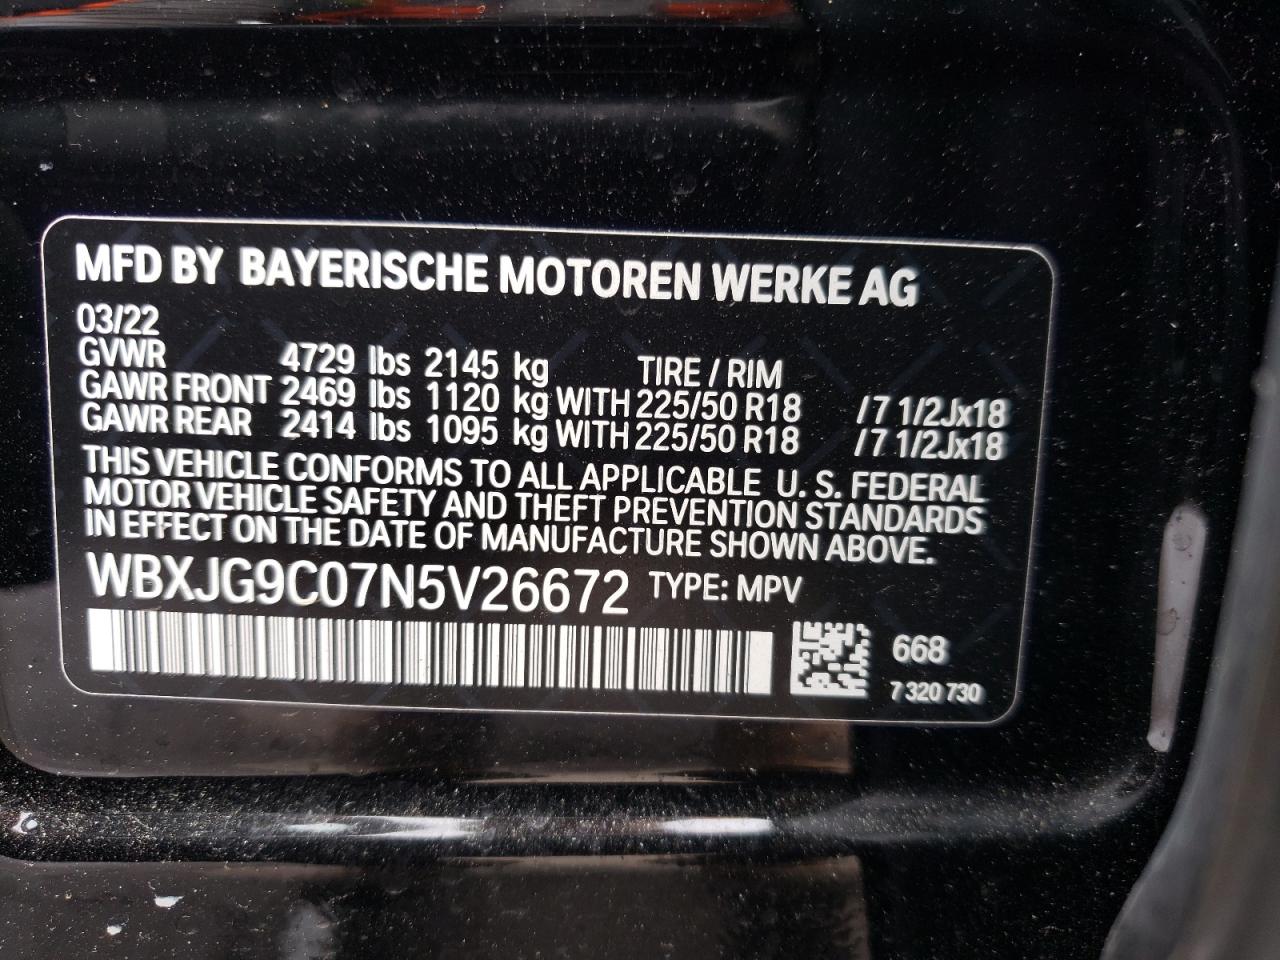 MFD BY BAYERISCHE MOTOREN WERKE AG
03/22
GVWR 4729 lbs 2145 kg TIRE / RIM
GAWR FRONT 2469 lbs 1120 kg WITH 225/50 R18 /7 1/2Jx18
GAWR REAR 2414 lbs 1095 kg WITH 225/50 R18 /7 1/2Jx18
THIS VEHICLE CONFORMS TO ALL APPLICABLE U. S. FEDERAL
MOTOR VEHICLE SAFETY AND THEFT PREVENTION STANDARDS
IN EFFECT ON THE DATE OF MANUFACTURE SHOWN ABOVE.
WBXJG9C07N5V26672 TYPE: MPV
668
7 320 730